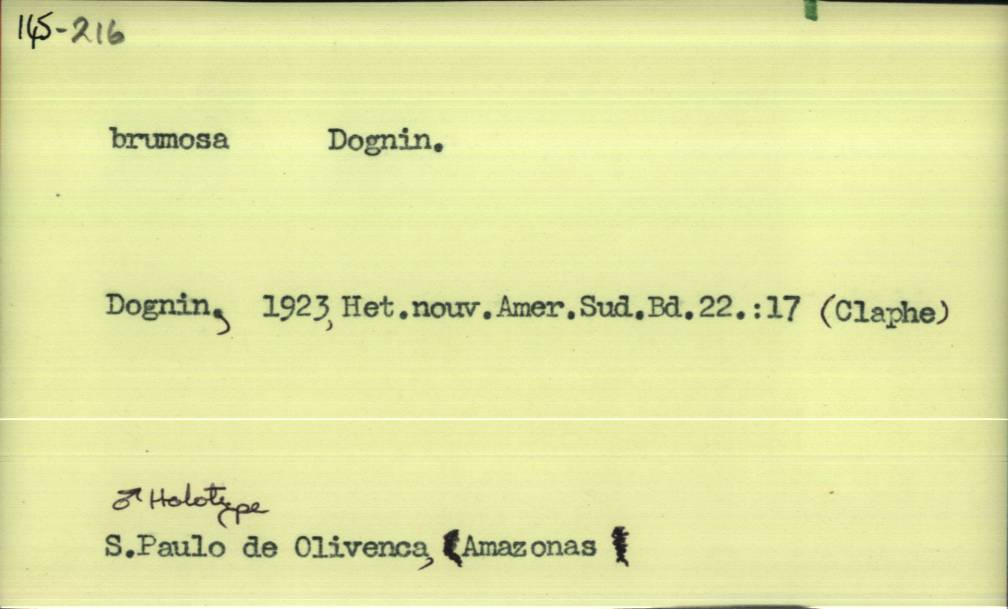 145-216
brumosa Dognin.
Dognin., 1923, Het.nouv.Amer.Sud.Bd.22.:17 (Claphe)
♂ Holotype
S.Paulo de Olivenca, Amazonas